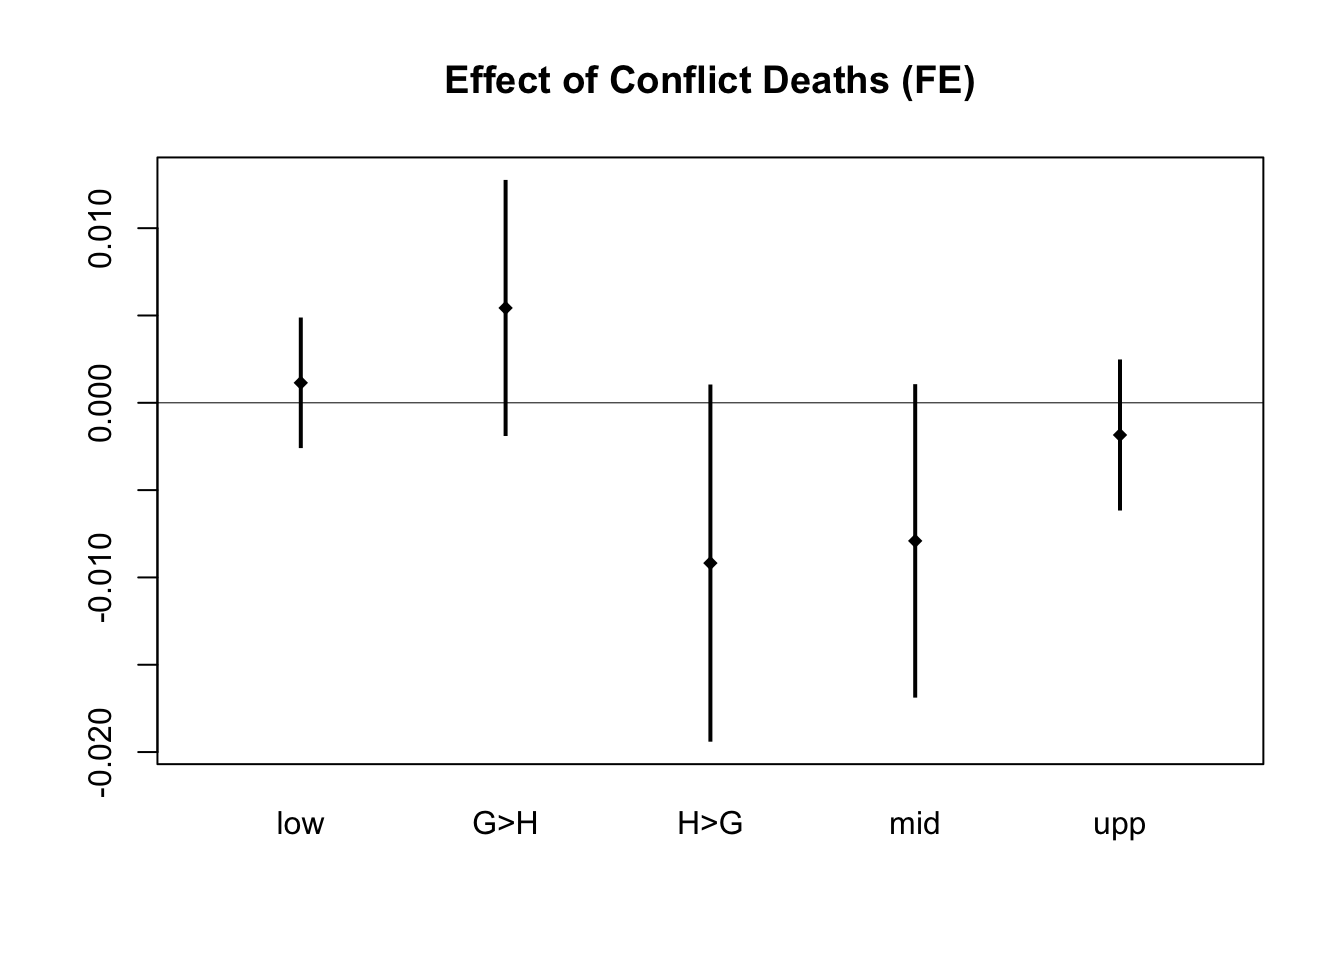 Effect of Conflict Deaths (FE)
0.010
0.000
-0.010
-0.020
low G>H H>G mid upp